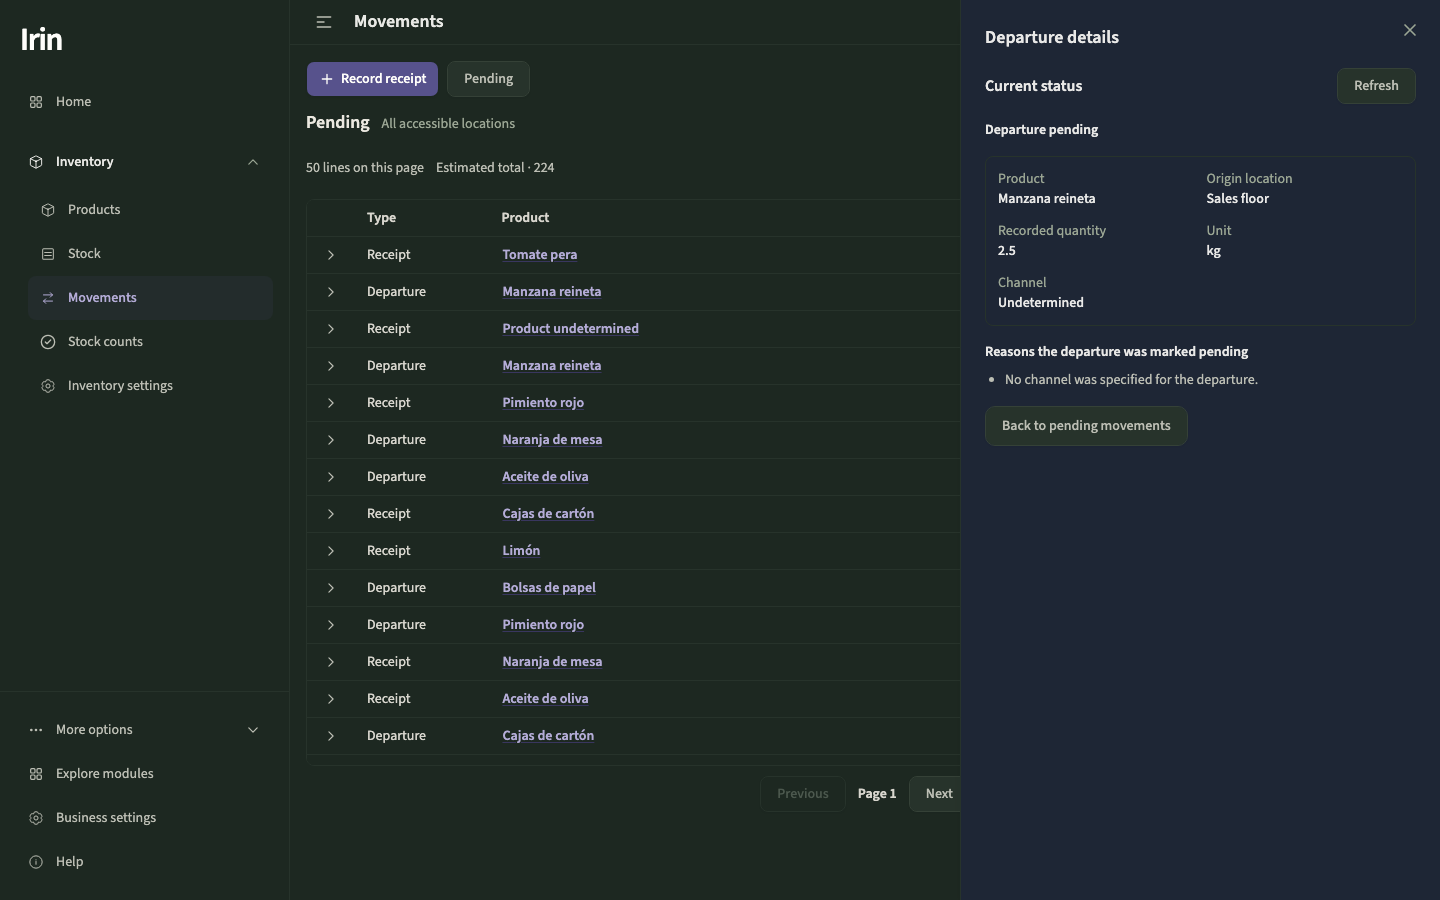 Irin
Home
Inventory
Products
Stock
Movements
Stock counts
Inventory settings
More options
Explore modules
Business settings
Help
Movements
Record receipt
Pending
Pending All accessible locations
50 lines on this page Estimated total · 224
Type Product
Receipt Tomate pera
Departure Manzana reineta
Receipt Product undetermined
Departure Manzana reineta
Receipt Pimiento rojo
Departure Naranja de mesa
Departure Aceite de oliva
Receipt Cajas de cartón
Receipt Limón
Departure Bolsas de papel
Departure Pimiento rojo
Receipt Naranja de mesa
Receipt Aceite de oliva
Departure Cajas de cartón
Previous Page 1 Next
Departure details
Current status Refresh
Departure pending
Product Origin location
Manzana reineta Sales floor
Recorded quantity Unit
2.5 kg
Channel
Undetermined
Reasons the departure was marked pending
• No channel was specified for the departure.
Back to pending movements